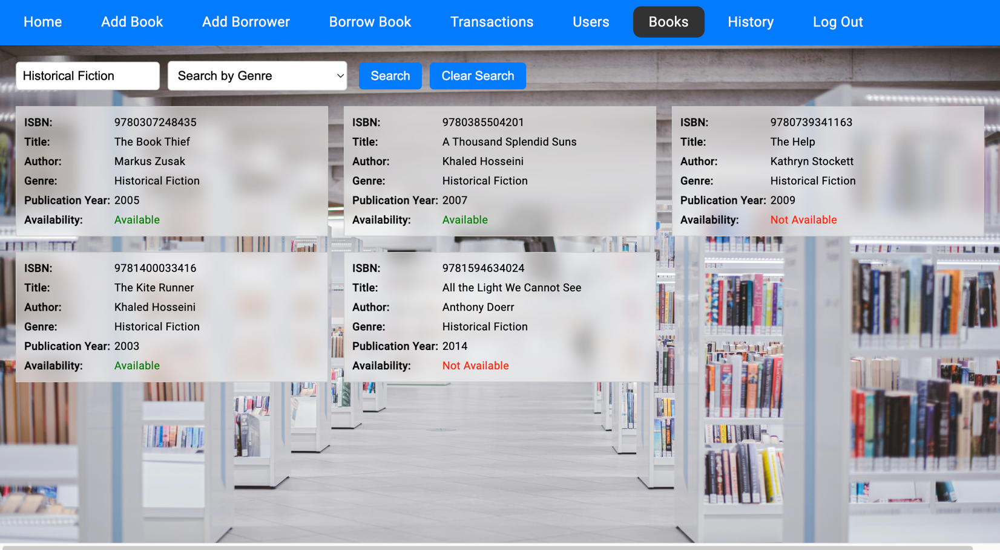 Home Add Book Add Borrower Borrow Book Transactions Users Books History Log Out
Historical Fiction Search by Genre Search Clear Search
ISBN: 9780307248435
Title: The Book Thief
Author: Markus Zusak
Genre: Historical Fiction
Publication Year: 2005
Availability: Available
ISBN: 9780385504201
Title: A Thousand Splendid Suns
Author: Khaled Hosseini
Genre: Historical Fiction
Publication Year: 2007
Availability: Available
ISBN: 9780739341163
Title: The Help
Author: Kathryn Stockett
Genre: Historical Fiction
Publication Year: 2009
Availability: Not Available
ISBN: 9781400033416
Title: The Kite Runner
Author: Khaled Hosseini
Genre: Historical Fiction
Publication Year: 2003
Availability: Available
ISBN: 9781594634024
Title: All the Light We Cannot See
Author: Anthony Doerr
Genre: Historical Fiction
Publication Year: 2014
Availability: Not Available